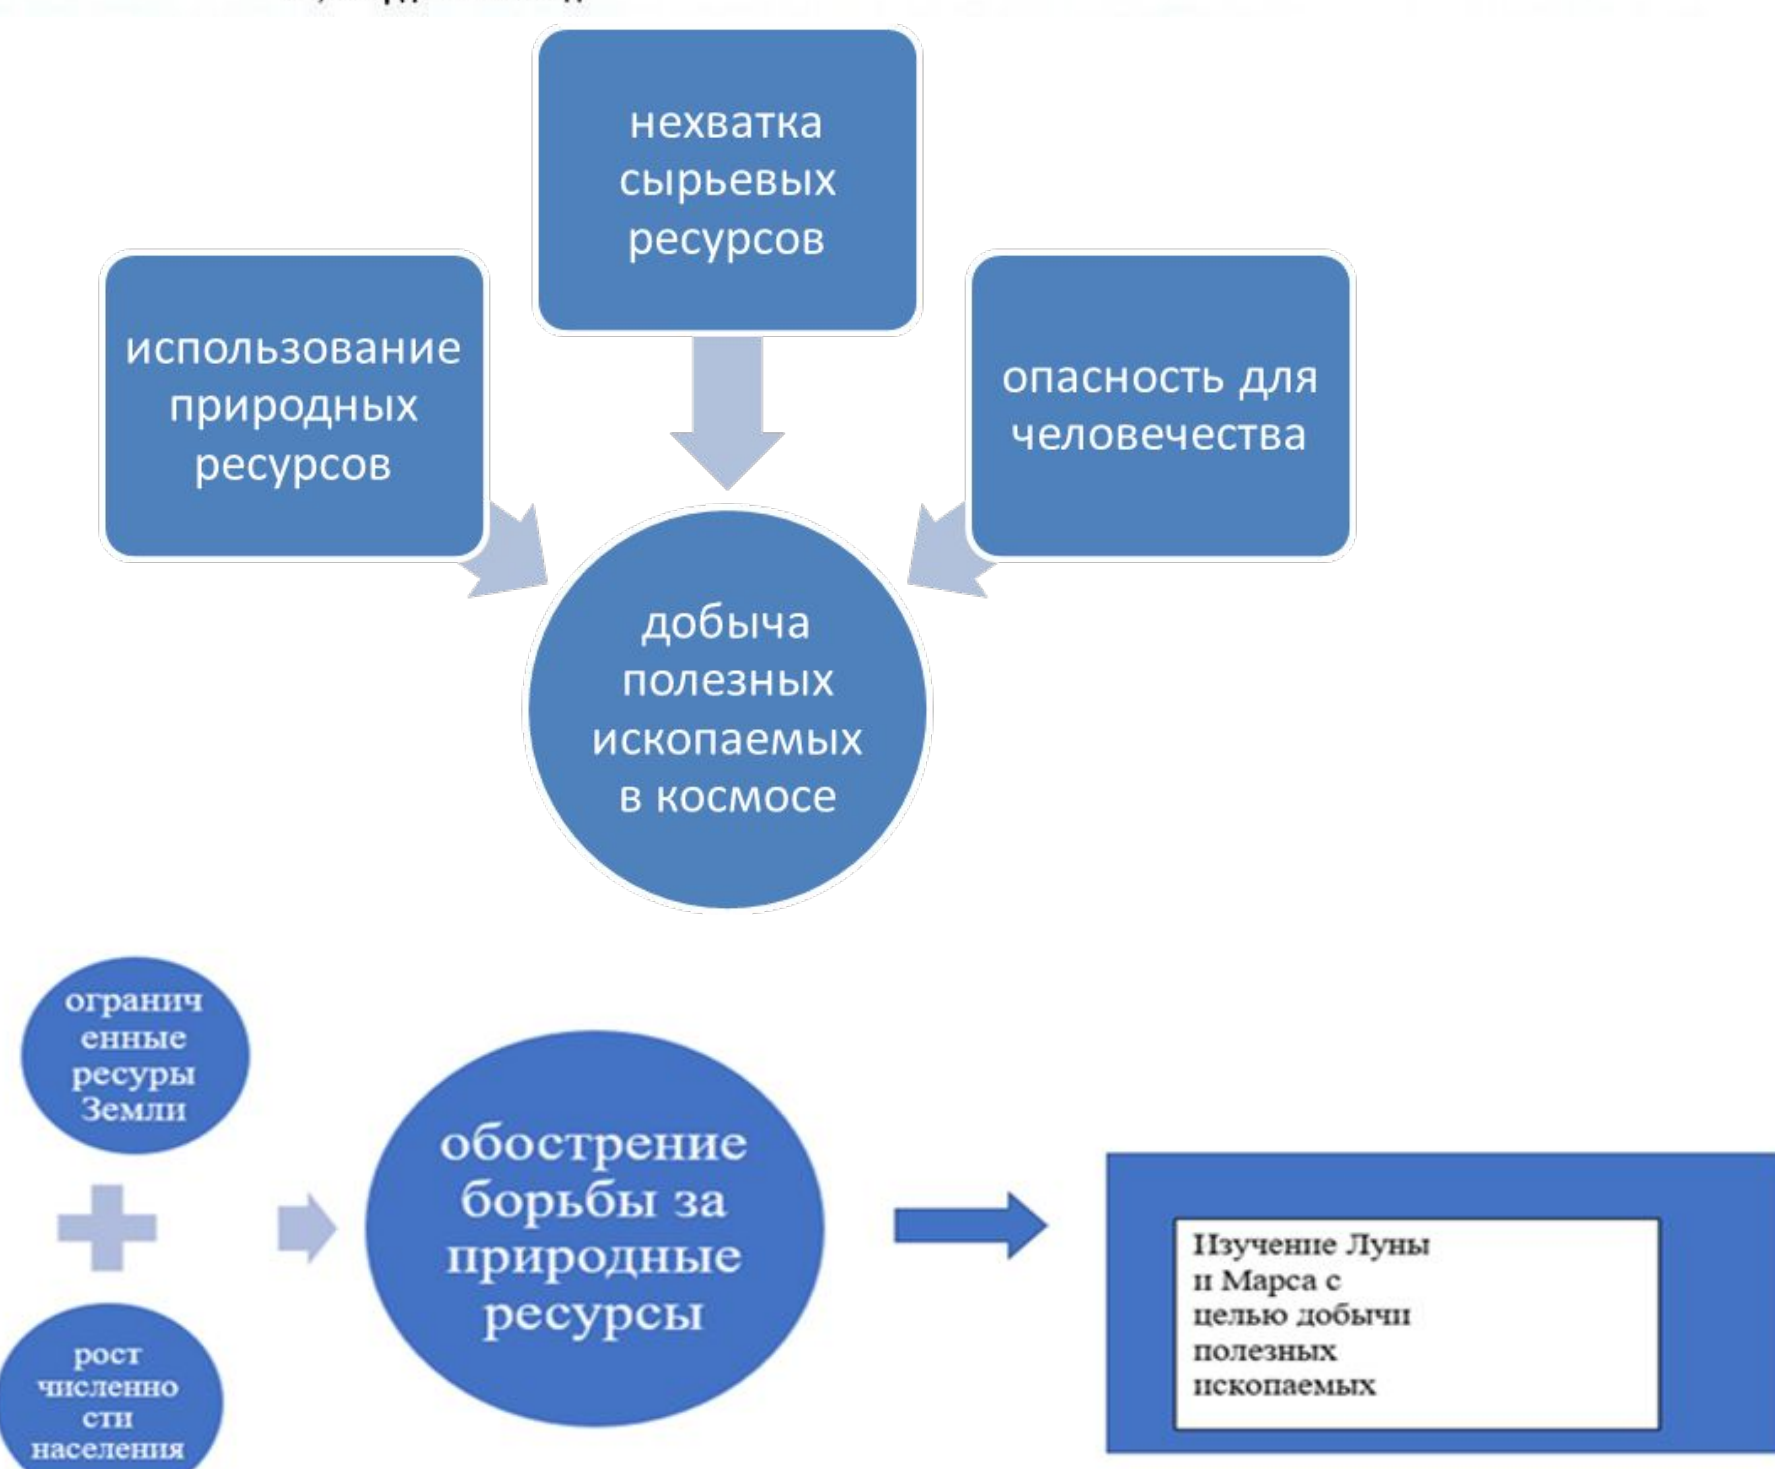 нехватка
сырьевых
ресурсов
использование
природных
ресурсов
опасность для
человечества
добыча
полезных
ископаемых
в космосе
огранич
енные
ресуры
Земли
рост
численно
сти
населения
обострение
борьбы за
природные
ресурсы
Изучение Луны
и Марса с
целью добычи
полезных
ископаемых